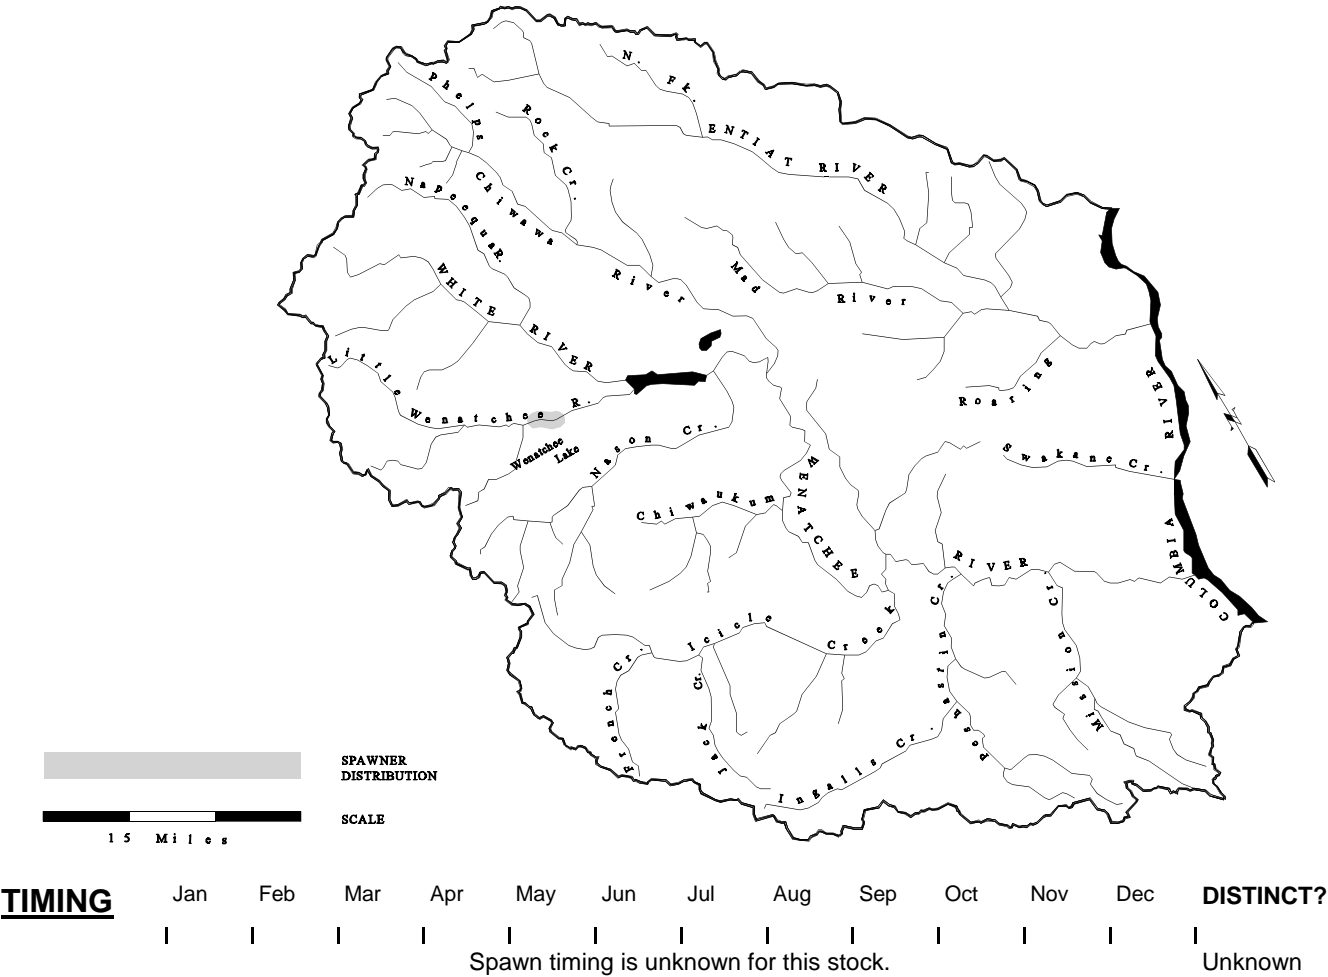 N. Fk.
Phelps
Rock Cr.
ENTIAT RIVER
Chiwawa
Napeequa R.
WHITE RIVER
River
Mad
River
Little
Wenatchee R.
Wenatchee
Lake
Nason Cr.
Roaring
RIVER
Swakane Cr.
Chiwaukum
WENATCHEE
RIVER
COLUMBIA
Icicle
Creek
French Cr.
Jack Cr.
Peshastin Cr.
Mission Cr.
Ingalls Cr.
SPAWNER
DISTRIBUTION
SCALE
15 Miles
TIMING Jan Feb Mar Apr May Jun Jul Aug Sep Oct Nov Dec DISTINCT?
Spawn timing is unknown for this stock. Unknown